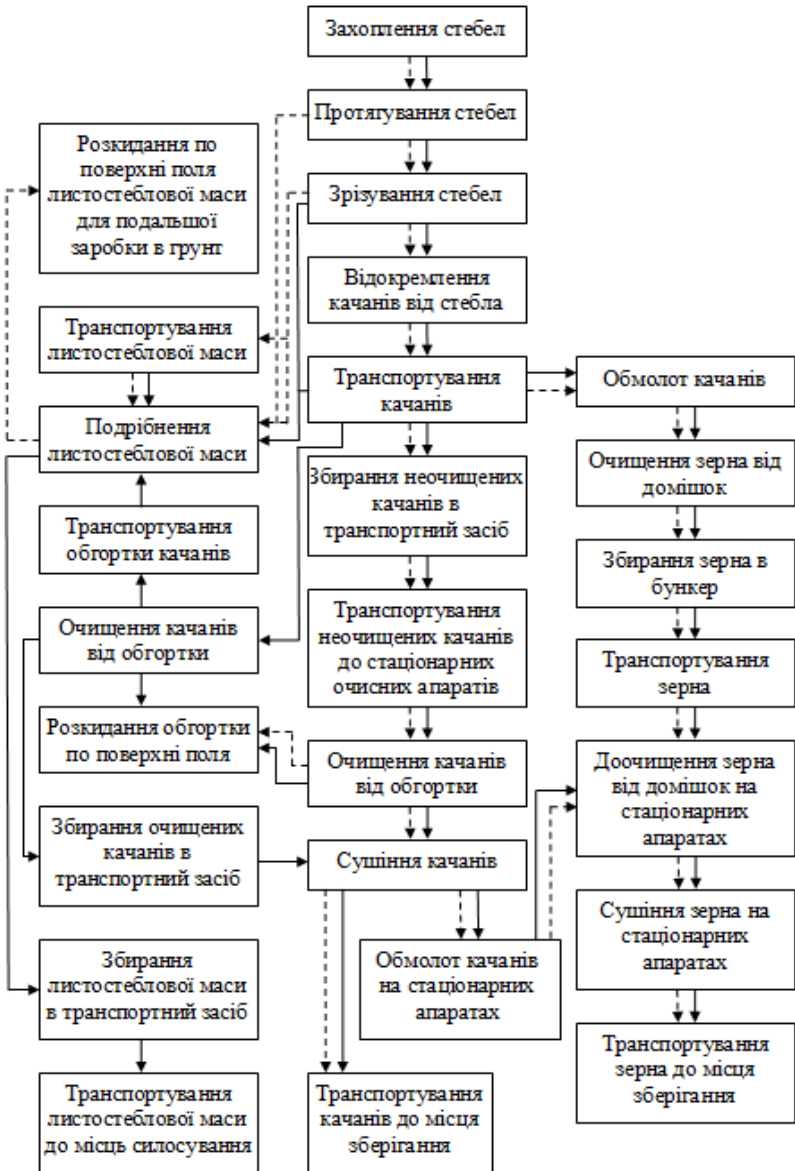 Захоплення стебел
Протягування стебел
Зрізування стебел
Відокремлення
качанів від стебла
Транспортування
качанів
Збирання неочищених
качанів в
транспортний засіб
Транспортування
неочищених качанів
до стаціонарних
очисних апаратів
Очищення качанів
від обгортки
Сушіння качанів
Обмолот качанів
на стаціонарних
апаратах
Транспортування
качанів до місця
зберігання
Розкидання по
поверхні поля
листостеблової маси
для подальшої
заробки в грунт
Транспортування
листостеблової маси
Подрібнення
листостеблової маси
Транспортування
обгортки качанів
Очищення качанів
від обгортки
Розкидання обгортки
по поверхні поля
Збирання очищених
качанів в
транспортний засіб
Збирання
листостеблової маси
в транспортний засіб
Транспортування
листостеблової маси
до місць силосування
Обмолот качанів
Очищення зерна від
домішок
Збирання зерна в
бункер
Транспортування
зерна
Доочищення зерна
від домішок на
стаціонарних
апаратах
Сушіння зерна на
стаціонарних
апаратах
Транспортування
зерна до місця
зберігання